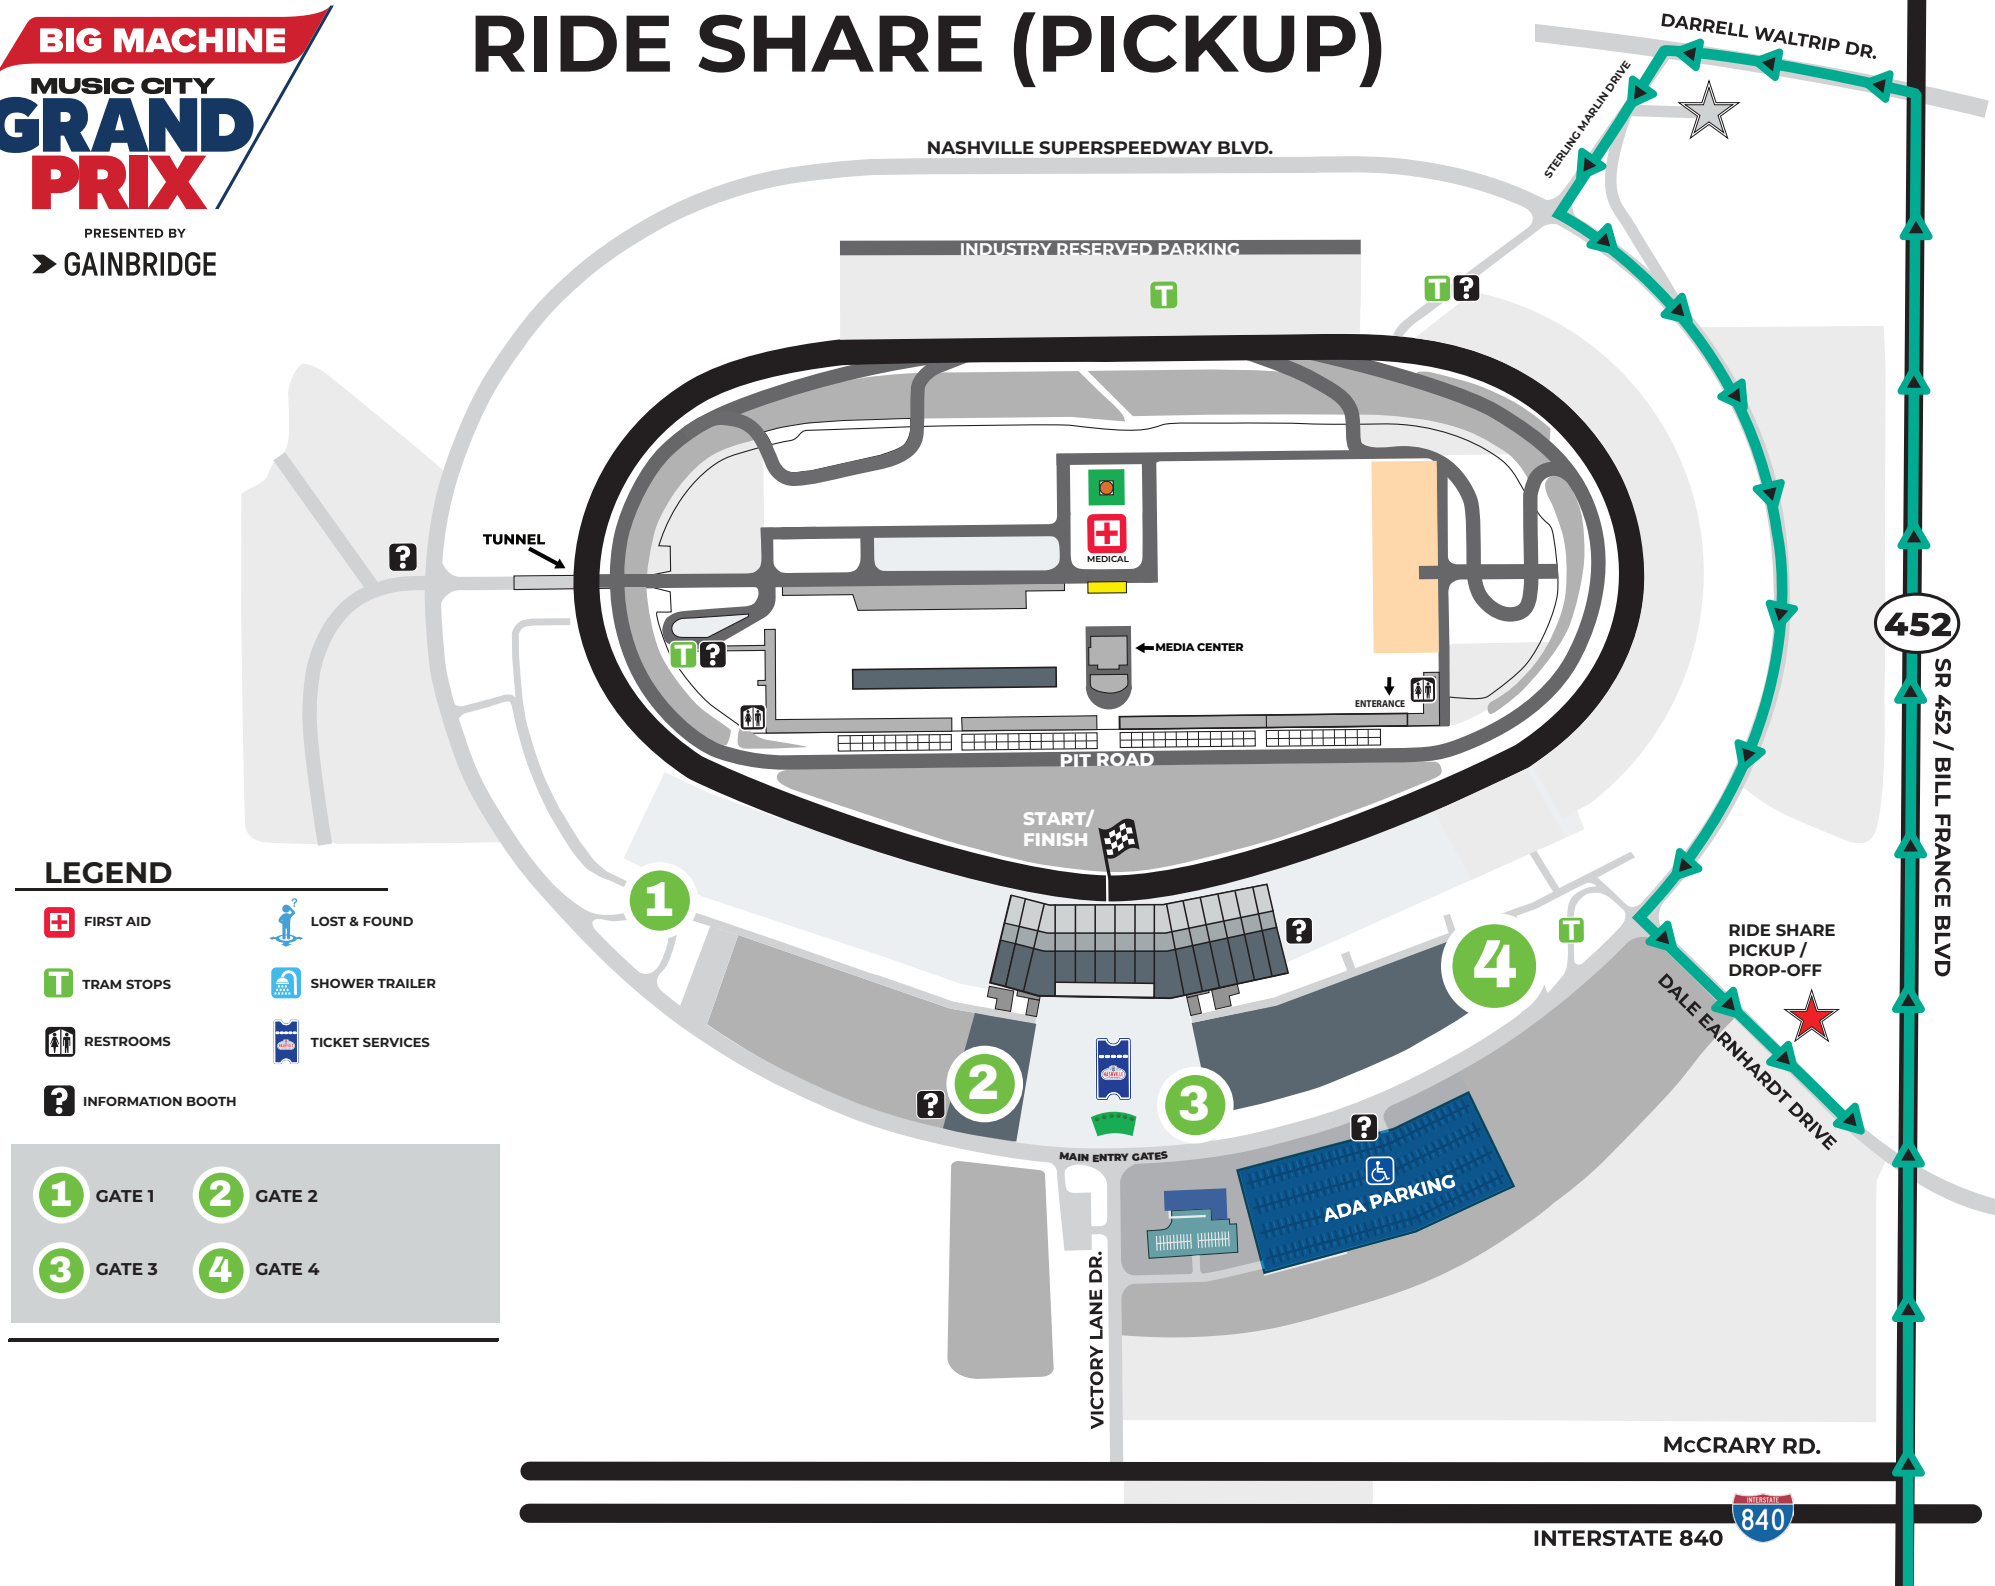 BIG MACHINE
MUSIC CITY
GRAND
PRIX
PRESENTED BY
GAINBRIDGE
RIDE SHARE (PICKUP)
DARRELL WALTRIP DR.
STERLING MARLIN DRIVE
NASHVILLE SUPERSPEEDWAY BLVD.
INDUSTRY RESERVED PARKING
T
T ?
TUNNEL
?
MEDICAL
T ?
MEDIA CENTER
ENTERANCE
PIT ROAD
START/
FINISH
452
SR 452 / BILL FRANCE BLVD
1
?
4
T
RIDE SHARE
PICKUP /
DROP-OFF
DALE EARNHARDT DRIVE
2
?
NASHVILLE
3
?
MAIN ENTRY GATES
ADA PARKING
VICTORY LANE DR.
McCRARY RD.
INTERSTATE 840
INTERSTATE
840
LEGEND
FIRST AID
? LOST & FOUND
T TRAM STOPS
SHOWER TRAILER
RESTROOMS
TICKET SERVICES
? INFORMATION BOOTH
1 GATE 1
2 GATE 2
3 GATE 3
4 GATE 4